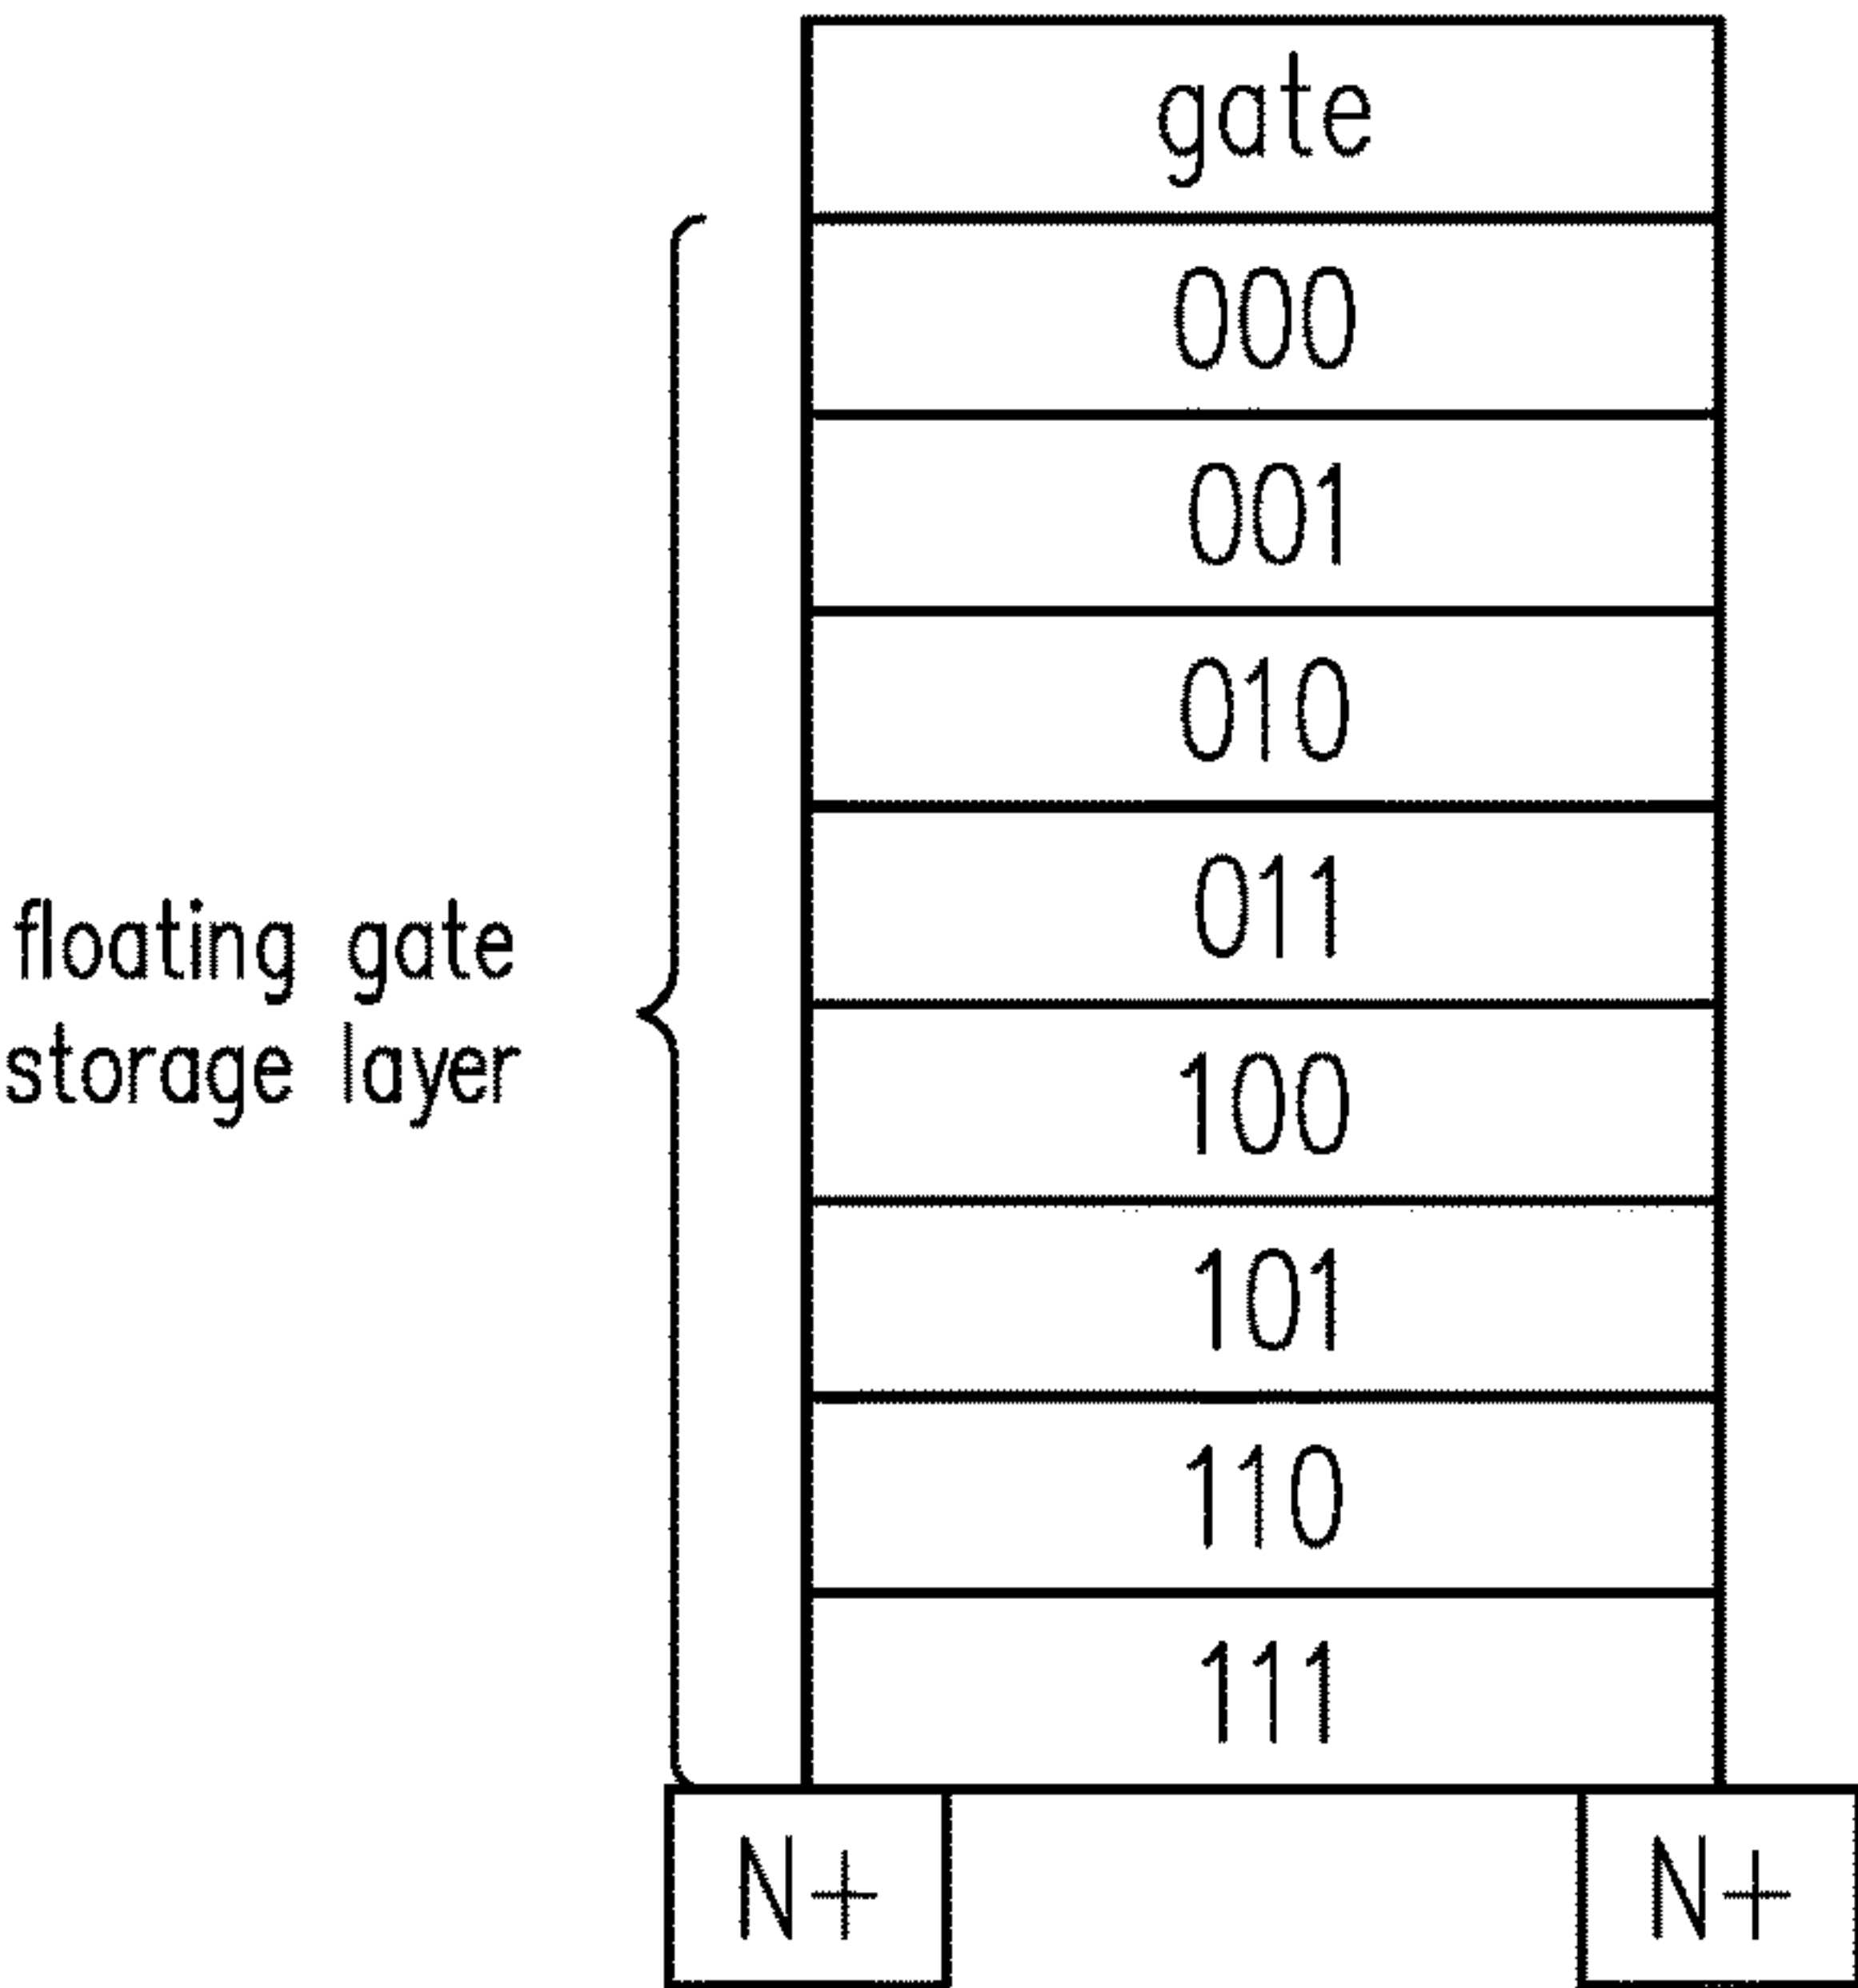 gate
000
001
010
011
floating gate
storage layer
100
101
110
111
N+ N+